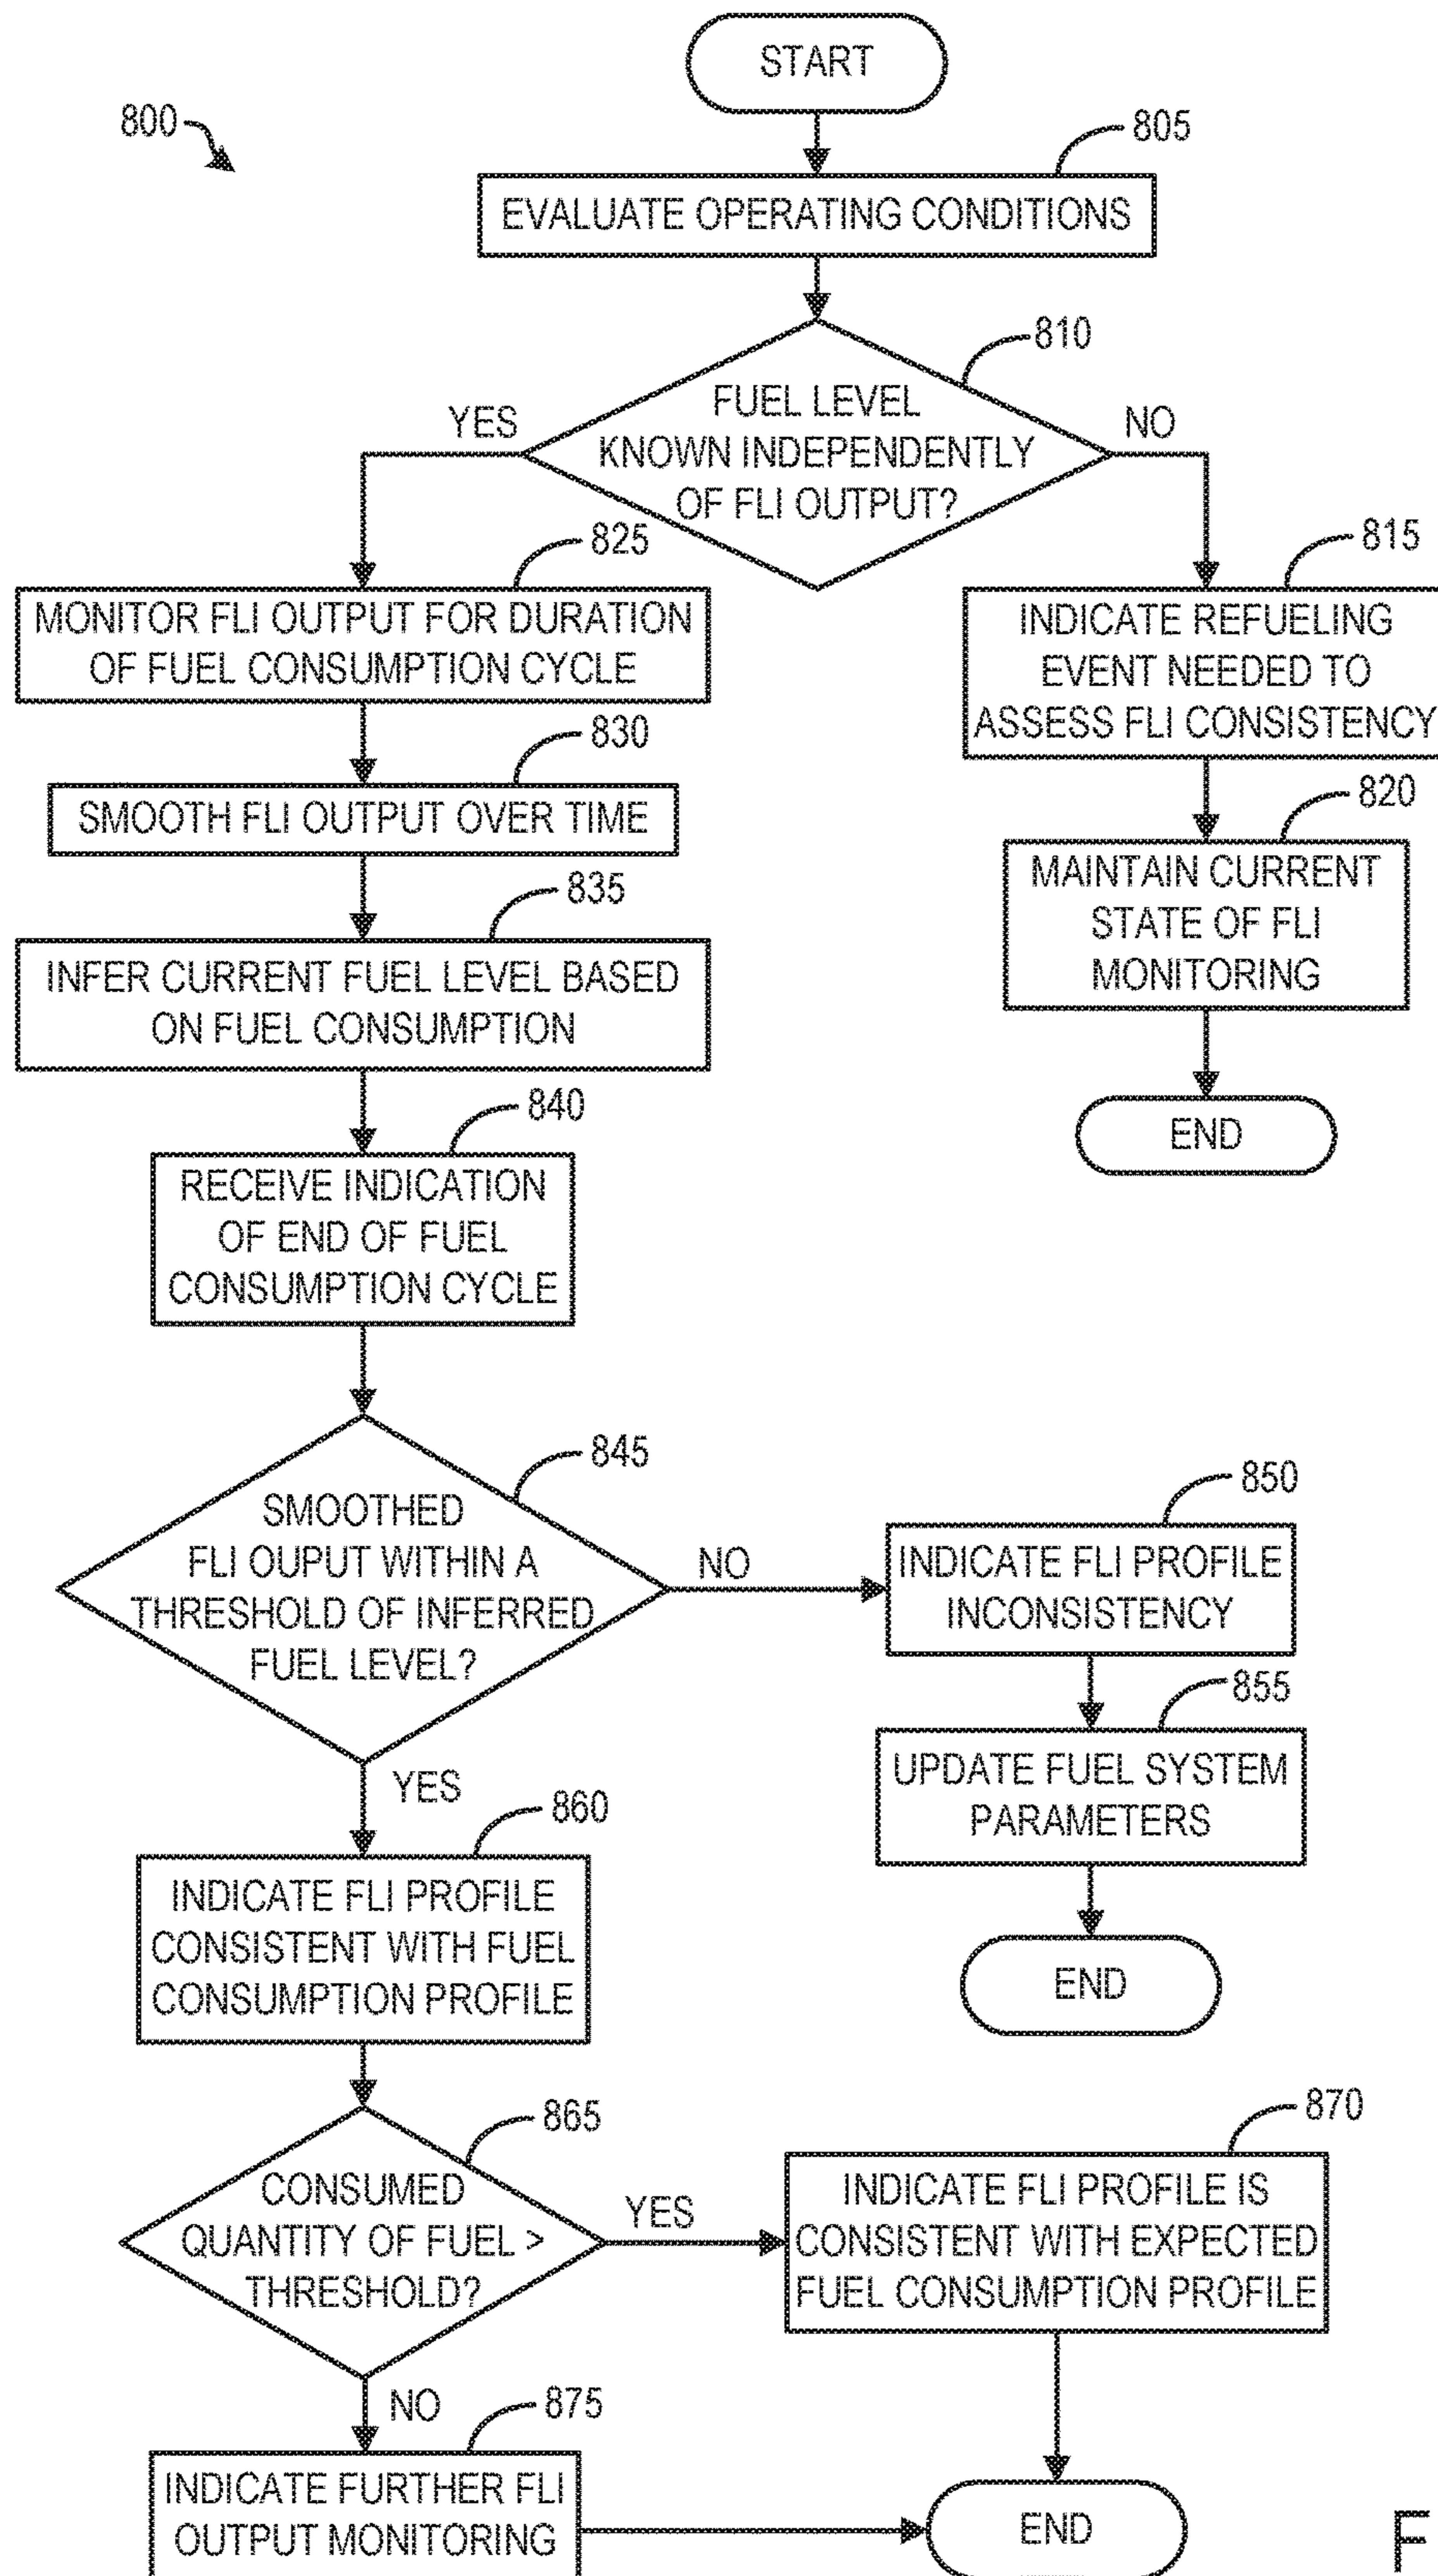 START
800
805
EVALUATE OPERATING CONDITIONS
810
FUEL LEVEL
KNOWN INDEPENDENTLY
OF FLI OUTPUT?
YES
NO
825
MONITOR FLI OUTPUT FOR DURATION
OF FUEL CONSUMPTION CYCLE
815
INDICATE REFUELING
EVENT NEEDED TO
ASSESS FLI CONSISTENCY
830
SMOOTH FLI OUTPUT OVER TIME
820
MAINTAIN CURRENT
STATE OF FLI
MONITORING
END
835
INFER CURRENT FUEL LEVEL BASED
ON FUEL CONSUMPTION
840
RECEIVE INDICATION
OF END OF FUEL
CONSUMPTION CYCLE
845
SMOOTHED
FLI OUPUT WITHIN A
THRESHOLD OF INFERRED
FUEL LEVEL?
NO
850
INDICATE FLI PROFILE
INCONSISTENCY
855
UPDATE FUEL SYSTEM
PARAMETERS
END
YES
860
INDICATE FLI PROFILE
CONSISTENT WITH FUEL
CONSUMPTION PROFILE
865
CONSUMED
QUANTITY OF FUEL >
THRESHOLD?
YES
870
INDICATE FLI PROFILE IS
CONSISTENT WITH EXPECTED
FUEL CONSUMPTION PROFILE
NO
875
INDICATE FURTHER FLI
OUTPUT MONITORING
END
F